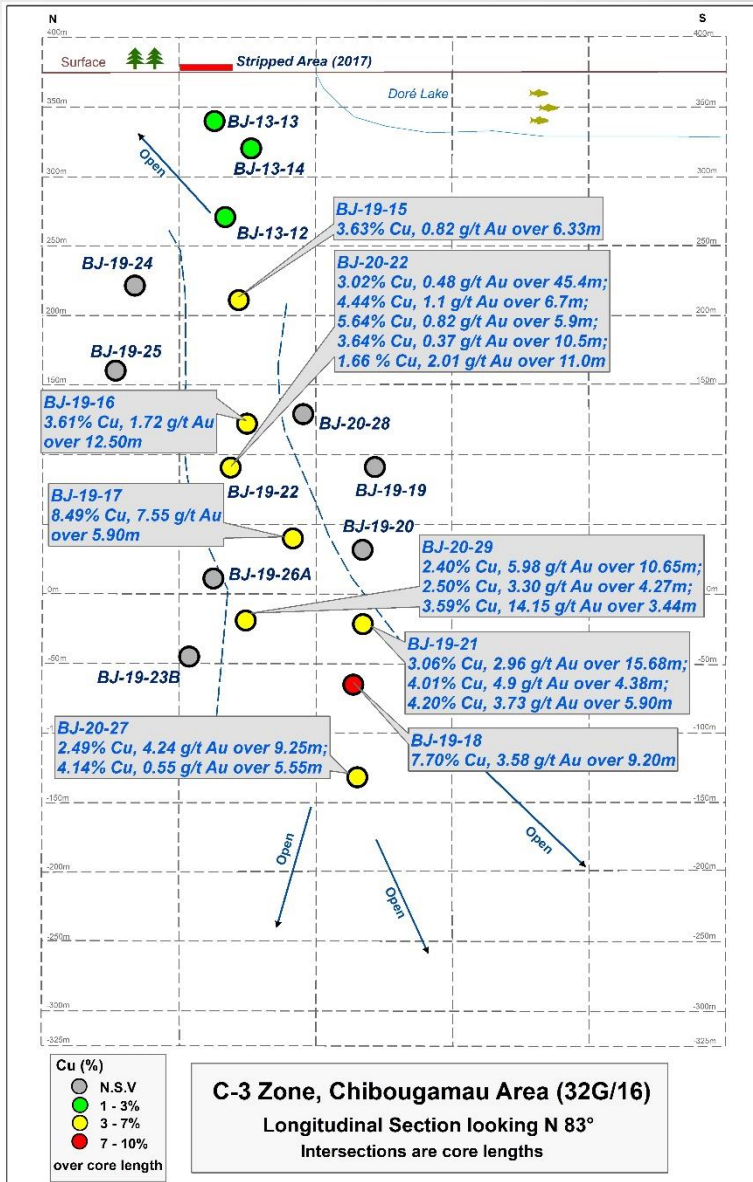 N
S
400m
400m
Surface
Stripped Area (2017)
Doré Lake
350m
350m
BJ-13-13
BJ-13-14
Open
300m
300m
BJ-13-12
250m
250m
BJ-19-15
3.63% Cu, 0.82 g/t Au over 6.33m
BJ-19-24
BJ-20-22
3.02% Cu, 0.48 g/t Au over 45.4m;
4.44% Cu, 1.1 g/t Au over 6.7m;
5.64% Cu, 0.82 g/t Au over 5.9m;
3.64% Cu, 0.37 g/t Au over 10.5m;
1.66 % Cu, 2.01 g/t Au over 11.0m
200m
200m
BJ-19-25
150m
150m
BJ-19-16
3.61% Cu, 1.72 g/t Au
over 12.50m
BJ-20-28
100m
BJ-19-22
BJ-19-19
BJ-19-17
8.49% Cu, 7.55 g/t Au
over 5.90m
50m
BJ-19-20
BJ-20-29
2.40% Cu, 5.98 g/t Au over 10.65m;
2.50% Cu, 3.30 g/t Au over 4.27m;
3.59% Cu, 14.15 g/t Au over 3.44m
BJ-19-26A
0m
0m
BJ-19-21
3.06% Cu, 2.96 g/t Au over 15.68m;
4.01% Cu, 4.9 g/t Au over 4.38m;
4.20% Cu, 3.73 g/t Au over 5.90m
-50m
-50m
BJ-19-23B
BJ-20-27
2.49% Cu, 4.24 g/t Au over 9.25m;
4.14% Cu, 0.55 g/t Au over 5.55m
-100m
BJ-19-18
7.70% Cu, 3.58 g/t Au over 9.20m
-150m
-150m
Open
Open
Open
-200m
-200m
-250m
-250m
-300m
-300m
-325m
-325m
Cu (%)
N.S.V
1 - 3%
3 - 7%
7 - 10%
over core length
C-3 Zone, Chibougamau Area (32G/16)
Longitudinal Section looking N 83°
Intersections are core lengths